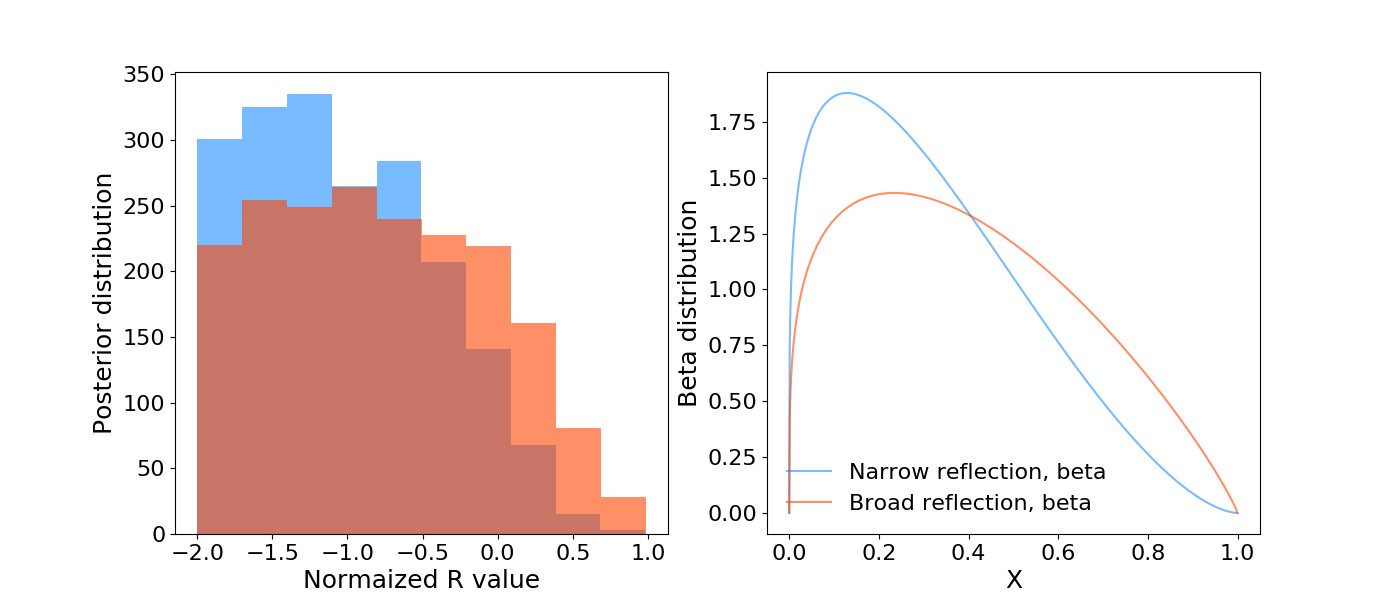 350
300
250
200
150
100
50
0
Posterior distribution
−2.0 −1.5 −1.0 −0.5 0.0 0.5 1.0
Normaized R value
1.75
1.50
1.25
1.00
0.75
0.50
0.25
0.00
Beta distribution
Narrow reflection, beta
Broad reflection, beta
0.0 0.2 0.4 0.6 0.8 1.0
X